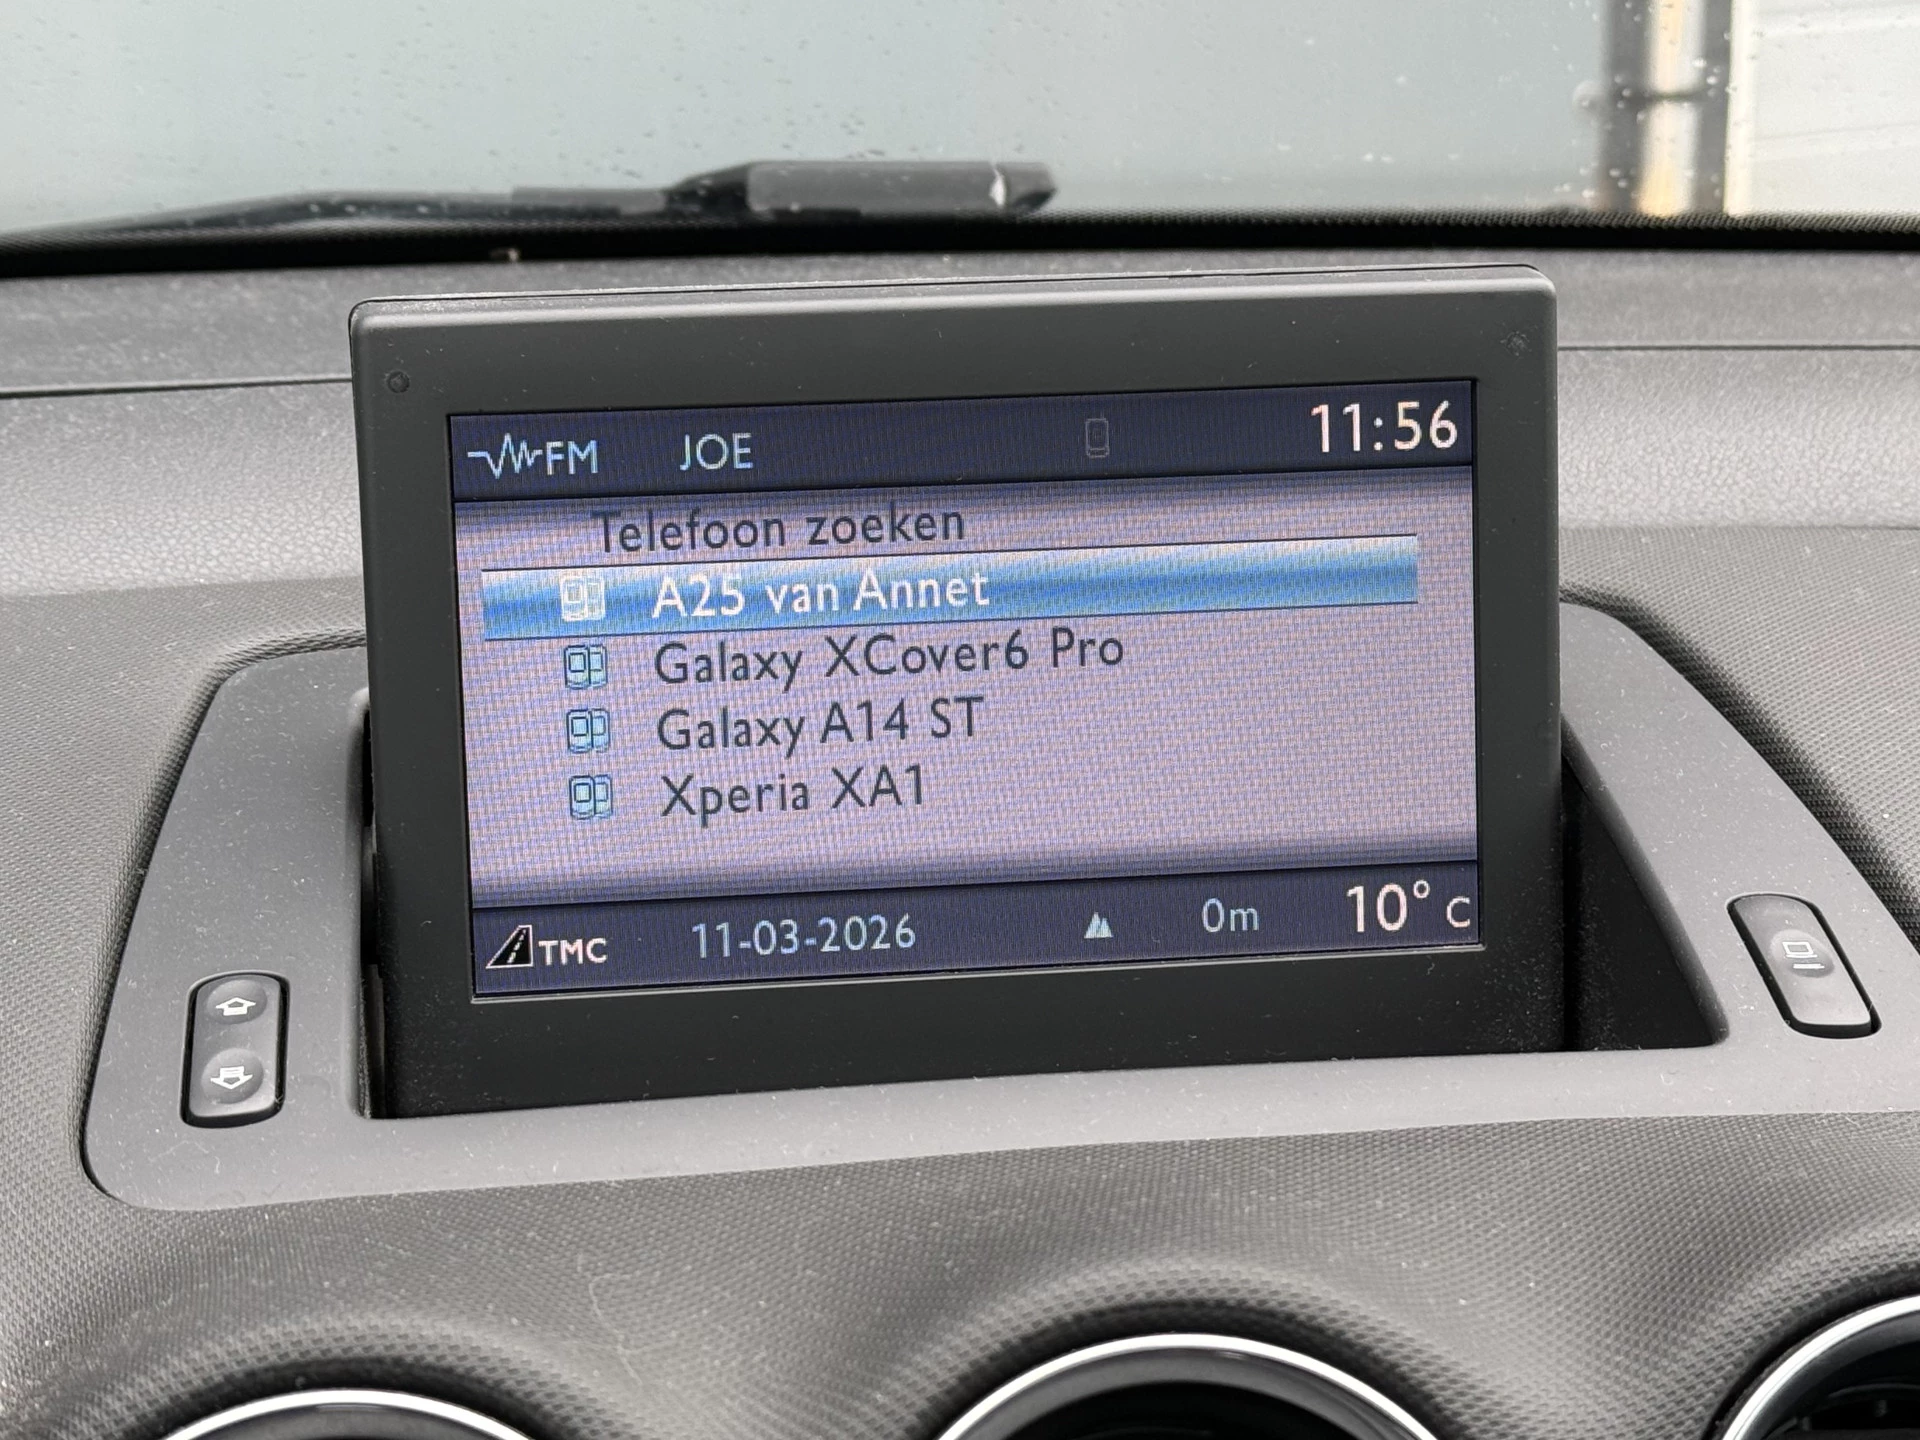 FM JOE 11:56
Telefoon zoeken
A25 van Annet
Galaxy XCover6 Pro
Galaxy A14 ST
Xperia XA1
TMC 11-03-2026 0m 10° C